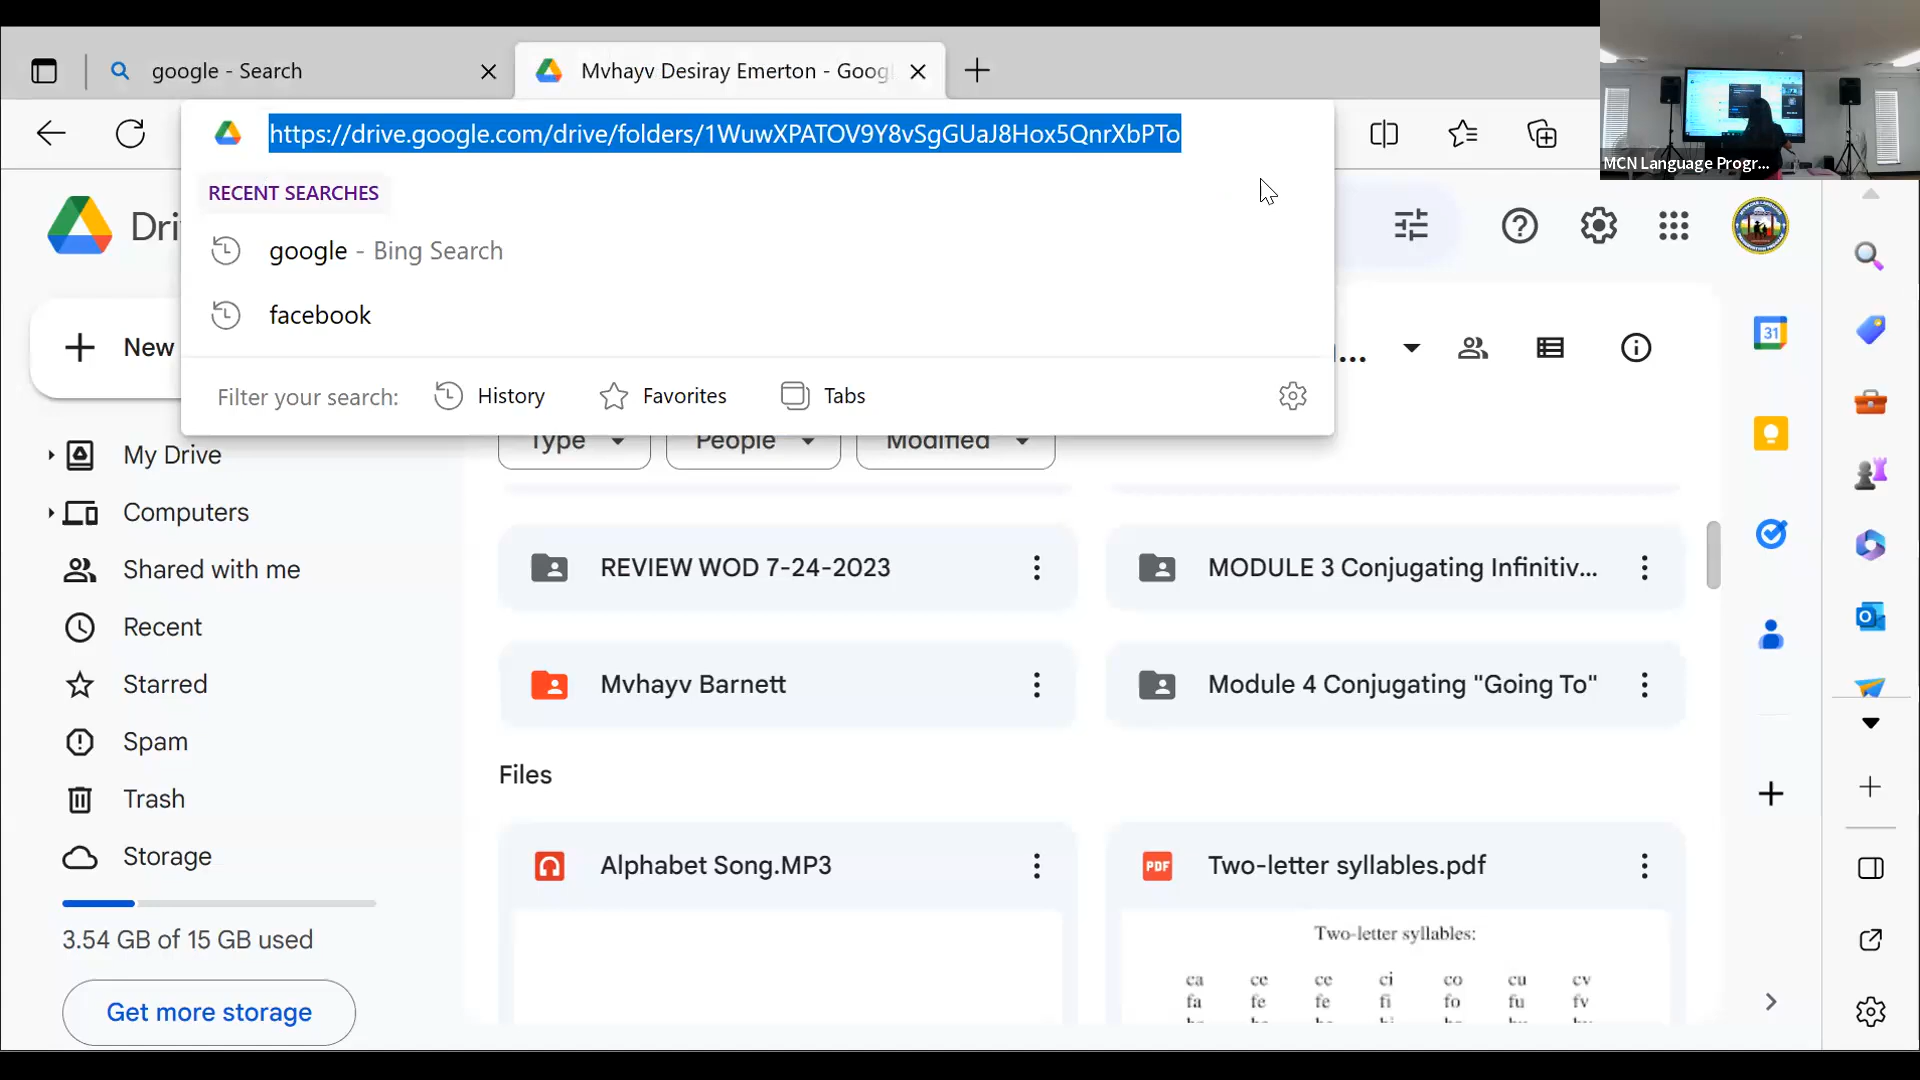 google - Search
Mvhayv Desiray Emerton - Goog
https://drive.google.com/drive/folders/1WuwXPATOV9Y8vSgGUaJ8Hox5QnrXbPTo
MCN Language Progr...
RECENT SEARCHES
Dri
google - Bing Search
facebook
New
...
Filter your search: History Favorites Tabs
Type People Modified
31
My Drive
Computers
Shared with me
Recent
Starred
Spam
Trash
Storage
3.54 GB of 15 GB used
Get more storage
REVIEW WOD 7-24-2023
MODULE 3 Conjugating Infinitiv...
Mvhayv Barnett
Module 4 Conjugating "Going To"
Files
Alphabet Song.MP3
PDF Two-letter syllables.pdf
Two-letter syllables:
ca ce ce ci co cu cv
fa fe fe fi fo fu fv